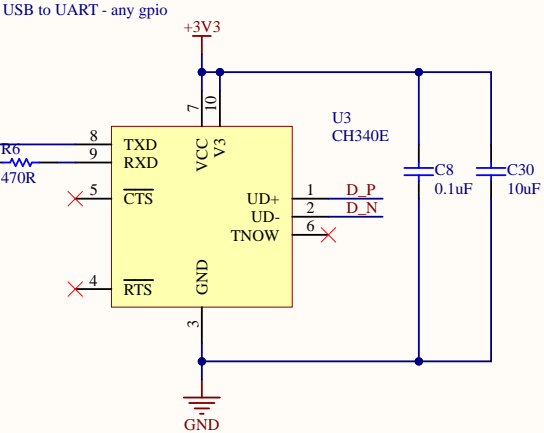 USB to UART - any gpio
+3V3
7
10
U3
CH340E
VCC
V3
8
TXD
R6
9
RXD
470R
C8
0.1uF
C30
10uF
5
CTS
UD+
1
D_P
UD-
2
D_N
TNOW
6
4
RTS
GND
3
GND